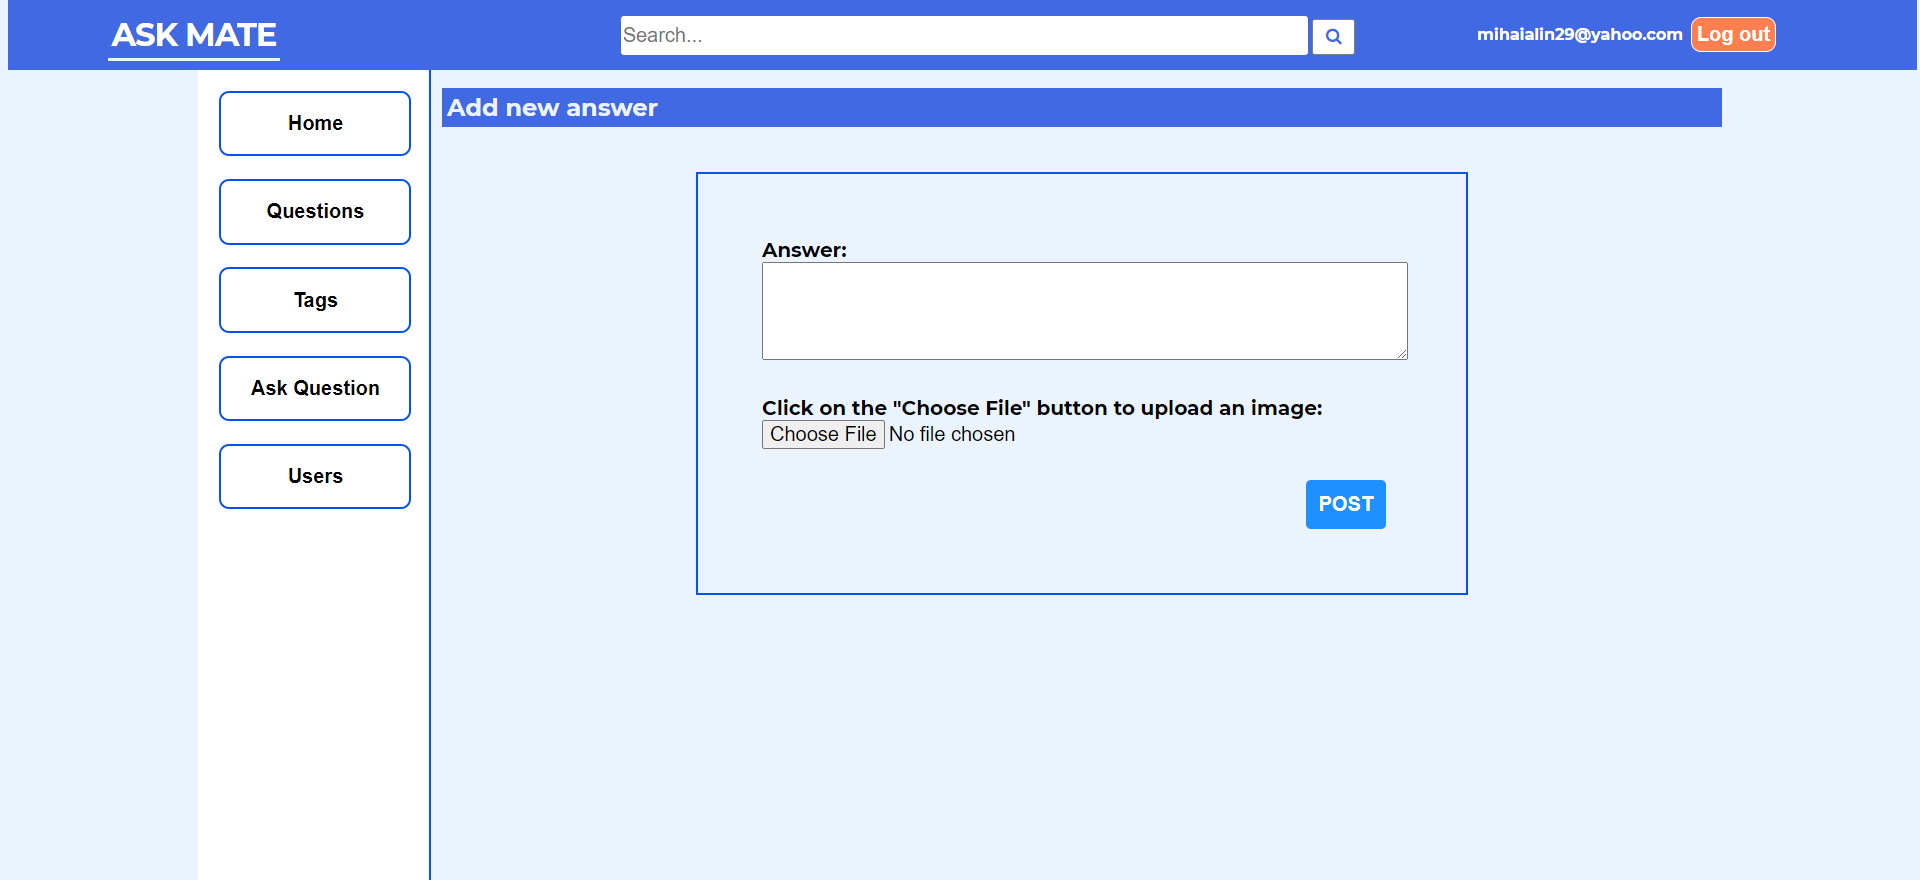 ASK MATE
Search...
mihaialin29@yahoo.com
Log out
Home
Questions
Tags
Ask Question
Users
Add new answer
Answer:
Click on the "Choose File" button to upload an image:
Choose File No file chosen
POST